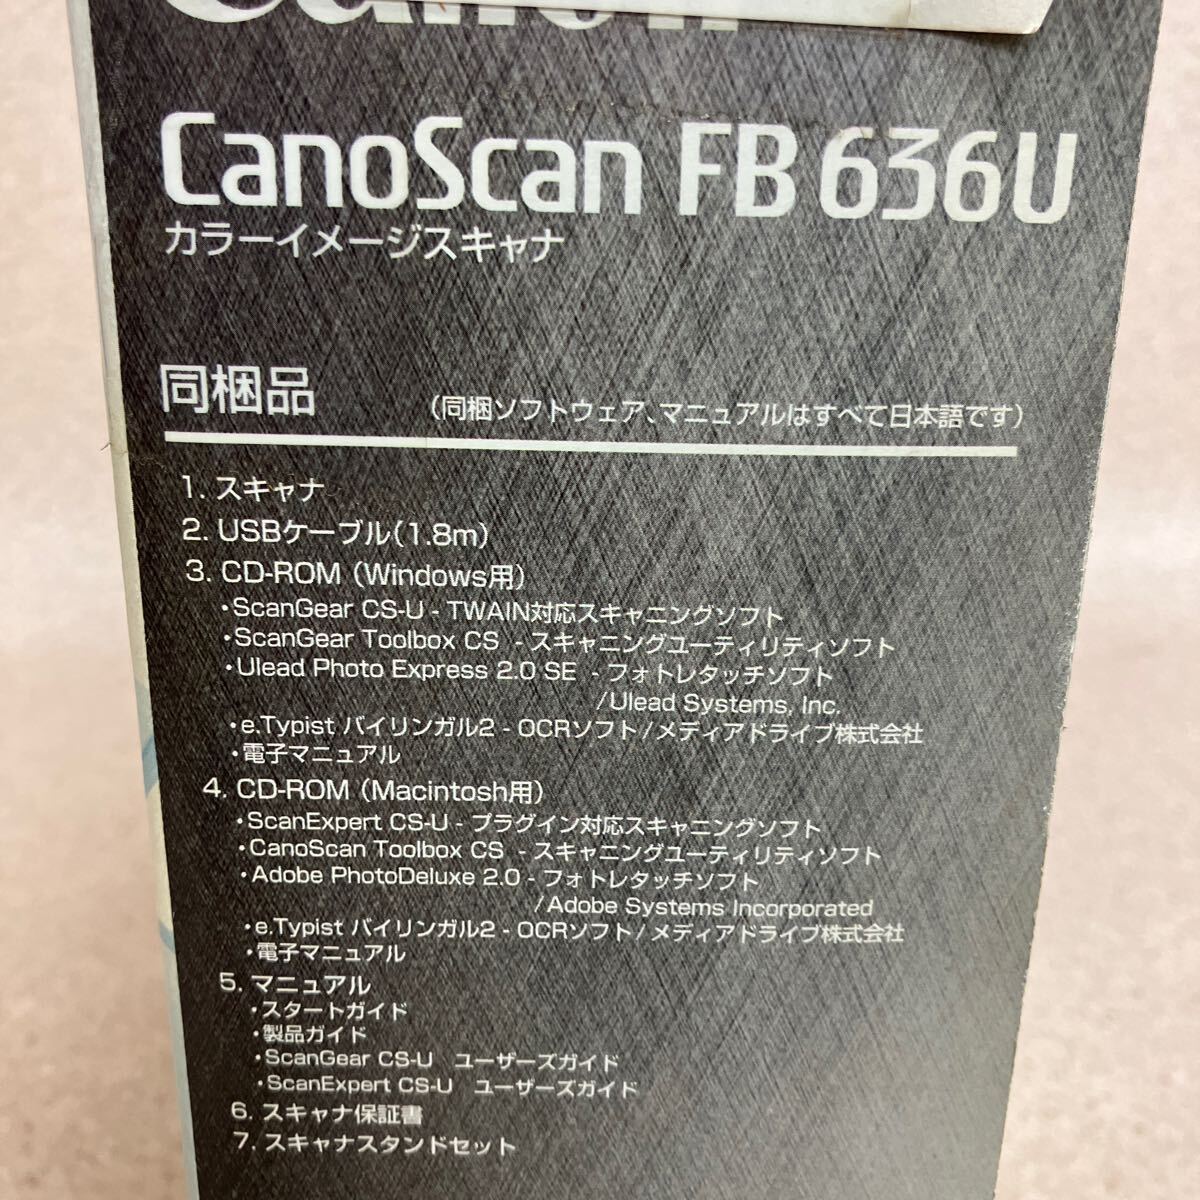 Canon
CanoScan FB 636U
カラーイメージスキャナ
同梱品 (同梱ソフトウェア、マニュアルはすべて日本語です)
1. スキャナ
2. USBケーブル(1.8m)
3. CD-ROM (Windows用)
・ScanGear CS-U - TWAIN対応スキャニングソフト
・ScanGear Toolbox CS - スキャニングユーティリティソフト
・Ulead Photo Express 2.0 SE - フォトレタッチソフト
/Ulead Systems, Inc.
・e.Typist バイリンガル2 - OCRソフト/メディアドライブ株式会社
・電子マニュアル
4. CD-ROM (Macintosh用)
・ScanExpert CS-U - プラグイン対応スキャニングソフト
・CanoScan Toolbox CS - スキャニングユーティリティソフト
・Adobe PhotoDeluxe 2.0 - フォトレタッチソフト
/Adobe Systems Incorporated
・e.Typist バイリンガル2 - OCRソフト/メディアドライブ株式会社
・電子マニュアル
5. マニュアル
・スタートガイド
・製品ガイド
・ScanGear CS-U ユーザーズガイド
・ScanExpert CS-U ユーザーズガイド
6. スキャナ保証書
7. スキャナスタンドセット